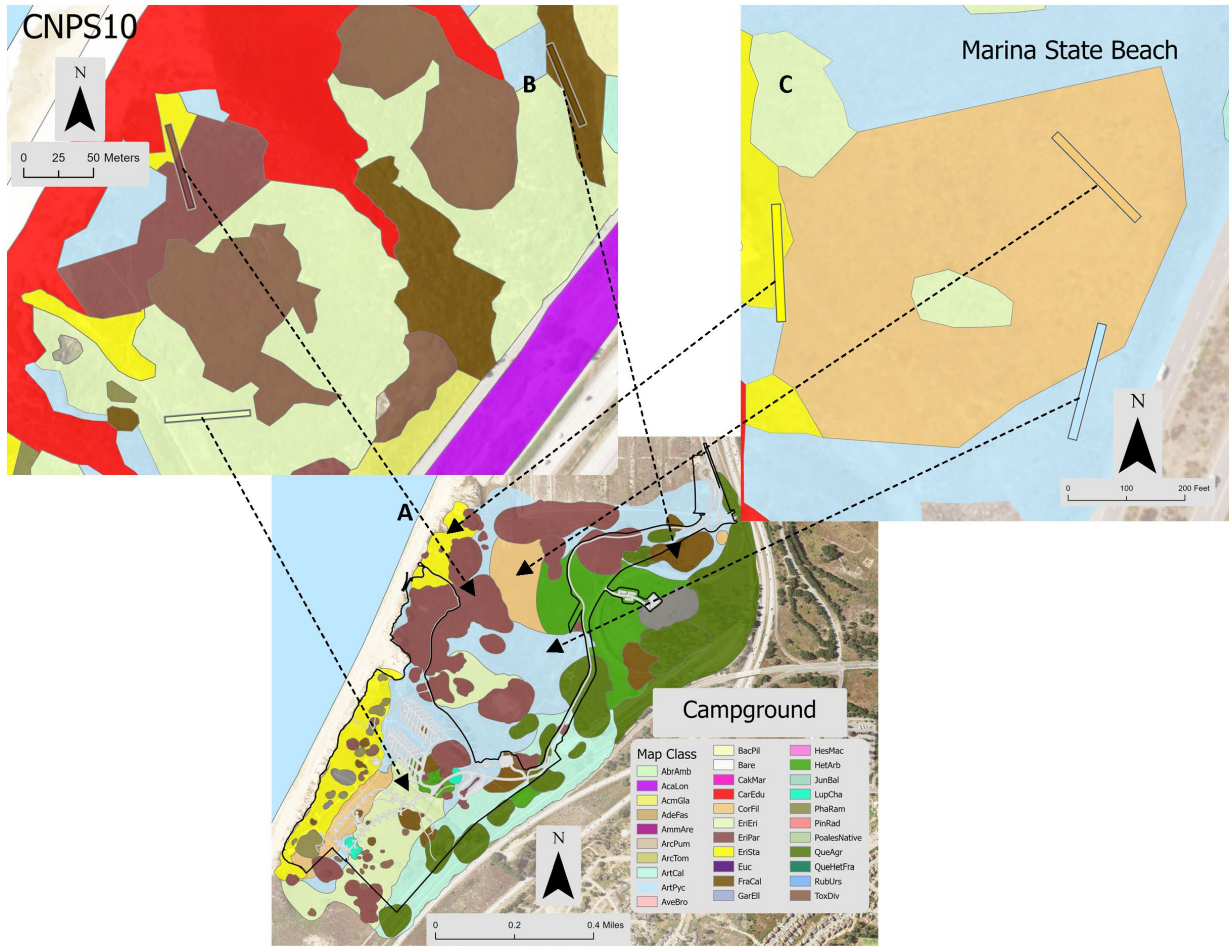 CNPS10
N
0 25 50 Meters
B
C
Marina State Beach
N
0 100 200 Feet
A
Campground
Map Class
AbrAmb
AcaLon
AcmGla
AdeFas
AmmAre
ArcPum
ArcTom
ArtCal
ArtPyc
AveBro
BacPil
Bare
CakMar
CarEdu
CorFil
EriEri
EriPar
EriSta
Euc
FraCal
GarEll
HesMac
HetArb
JunBal
LupCha
PhaRam
PinRad
PoalesNative
QueAgr
QueHetFra
RubUrs
ToxDiv
N
0 0.2 0.4 Miles